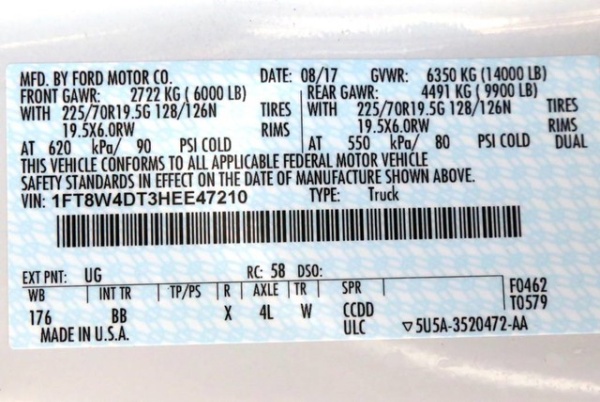 MFD. BY FORD MOTOR CO. DATE: 08/17 GVWR: 6350 KG (14000 LB)
FRONT GAWR: 2722 KG ( 6000 LB) REAR GAWR: 4491 KG ( 9900 LB)
WITH 225/70R19.5G 128/126N TIRES WITH 225/70R19.5G 128/126N TIRES
19.5X6.0RW RIMS 19.5X6.0RW RIMS
AT 620 kPa/ 90 PSI COLD AT 550 kPa/ 80 PSI COLD DUAL
THIS VEHICLE CONFORMS TO ALL APPLICABLE FEDERAL MOTOR VEHICLE
SAFETY STANDARDS IN EFFECT ON THE DATE OF MANUFACTURE SHOWN ABOVE.
VIN: 1FT8W4DT3HEE47210 TYPE: Truck
EXT PNT: UG RC: 58 DSO:
WB INT TR TP/PS R AXLE TR SPR F0462
176 BB X 4L W CCDD T0579
MADE IN U.S.A. ULC ▽5U5A-3520472-AA